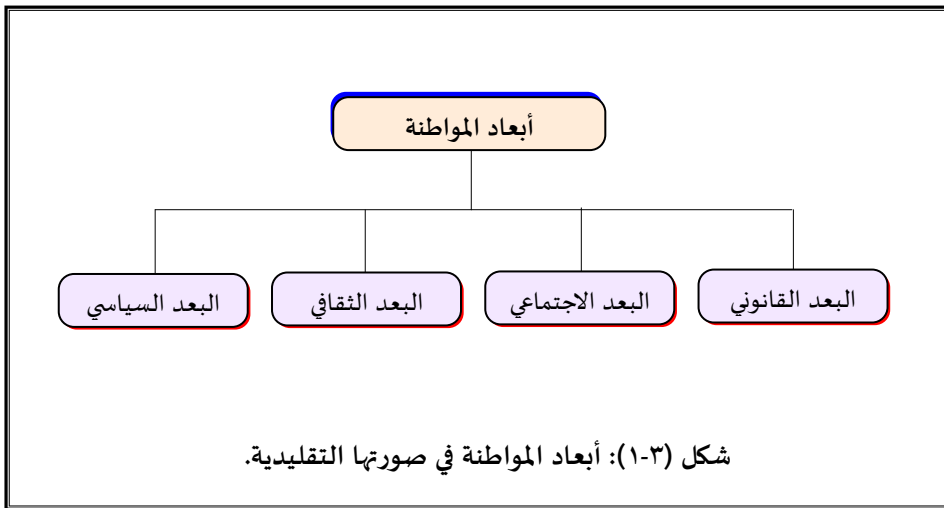 أبعاد المواطنة
البعد القانوني
البعد الاجتماعي
البعد الثقافي
البعد السياسي
شكل (٣-١): أبعاد المواطنة في صورتها التقليدية.